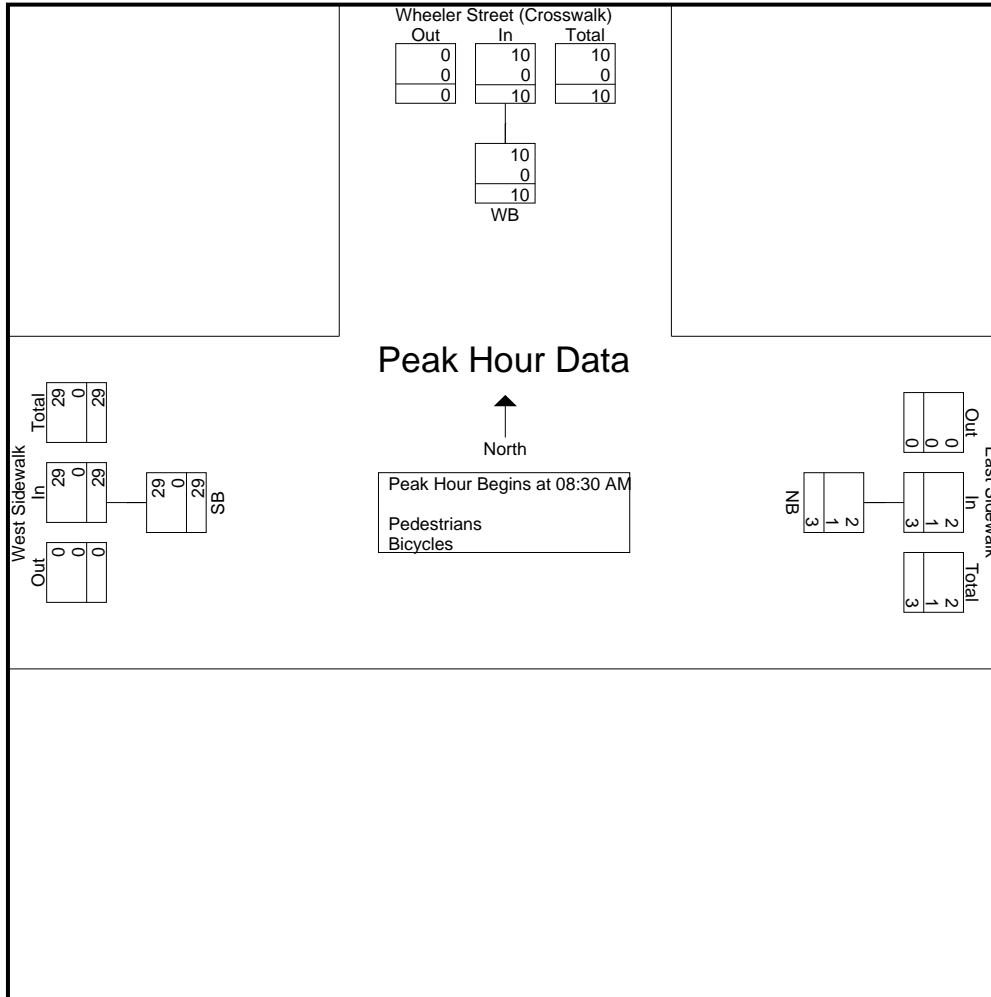 Wheeler Street (Crosswalk)
Out In Total
0 10 10
0 0 0
0 10 10
10
0
10
WB
Peak Hour Data
North
Peak Hour Begins at 08:30 AM
Pedestrians
Bicycles
West Sidewalk
Out In Total
0 29 29
0 0 0
0 29 29
29
0
29
SB
East Sidewalk
Out In Total
0 2 2
0 1 1
0 3 3
2
1
3
NB